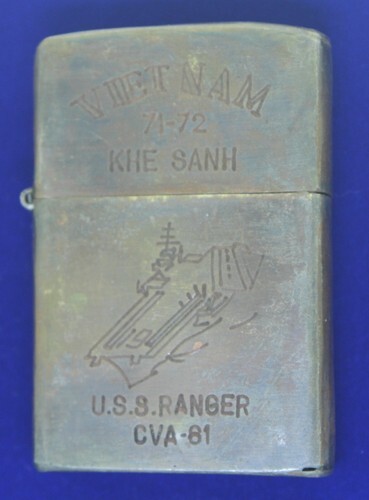 VIETNAM
71-72
KHE SANH
U.S.S.RANGER
CVA-61